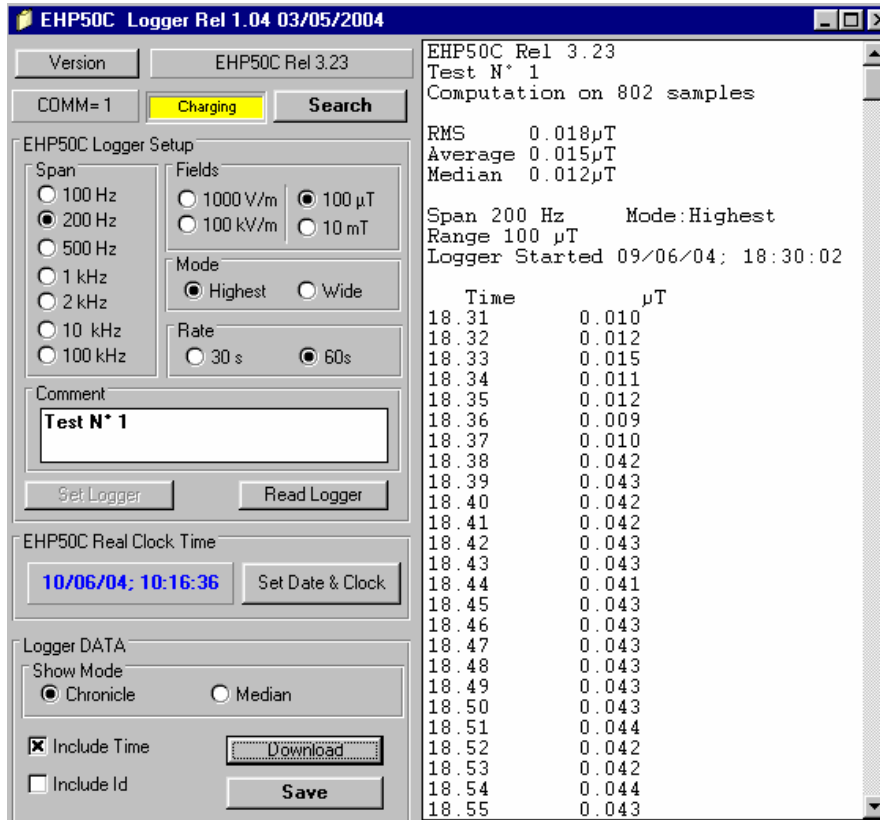 EHP50C Logger Rel 1.04 03/05/2004
Version
EHP50C Rel 3.23
COMM= 1
Charging
Search
EHP50C Logger Setup
Span
100 Hz
200 Hz
500 Hz
1 kHz
2 kHz
10 kHz
100 kHz
Fields
1000 V/m
100 µT
100 kV/m
10 mT
Mode
Highest
Wide
Rate
30 s
60s
Comment
Test N° 1
Set Logger
Read Logger
EHP50C Real Clock Time
10/06/04; 10:16:36
Set Date & Clock
Logger DATA
Show Mode
Chronicle
Median
Include Time
Download
Include Id
Save
EHP50C Rel 3.23
Test N° 1
Computation on 802 samples
RMS 0.018µT
Average 0.015µT
Median 0.012µT
Span 200 Hz Mode:Highest
Range 100 µT
Logger Started 09/06/04; 18:30:02
Time µT
18.31 0.010
18.32 0.012
18.33 0.015
18.34 0.011
18.35 0.012
18.36 0.009
18.37 0.010
18.38 0.042
18.39 0.043
18.40 0.042
18.41 0.042
18.42 0.043
18.43 0.043
18.44 0.041
18.45 0.043
18.46 0.043
18.47 0.043
18.48 0.043
18.49 0.043
18.50 0.043
18.51 0.044
18.52 0.042
18.53 0.042
18.54 0.044
18.55 0.043